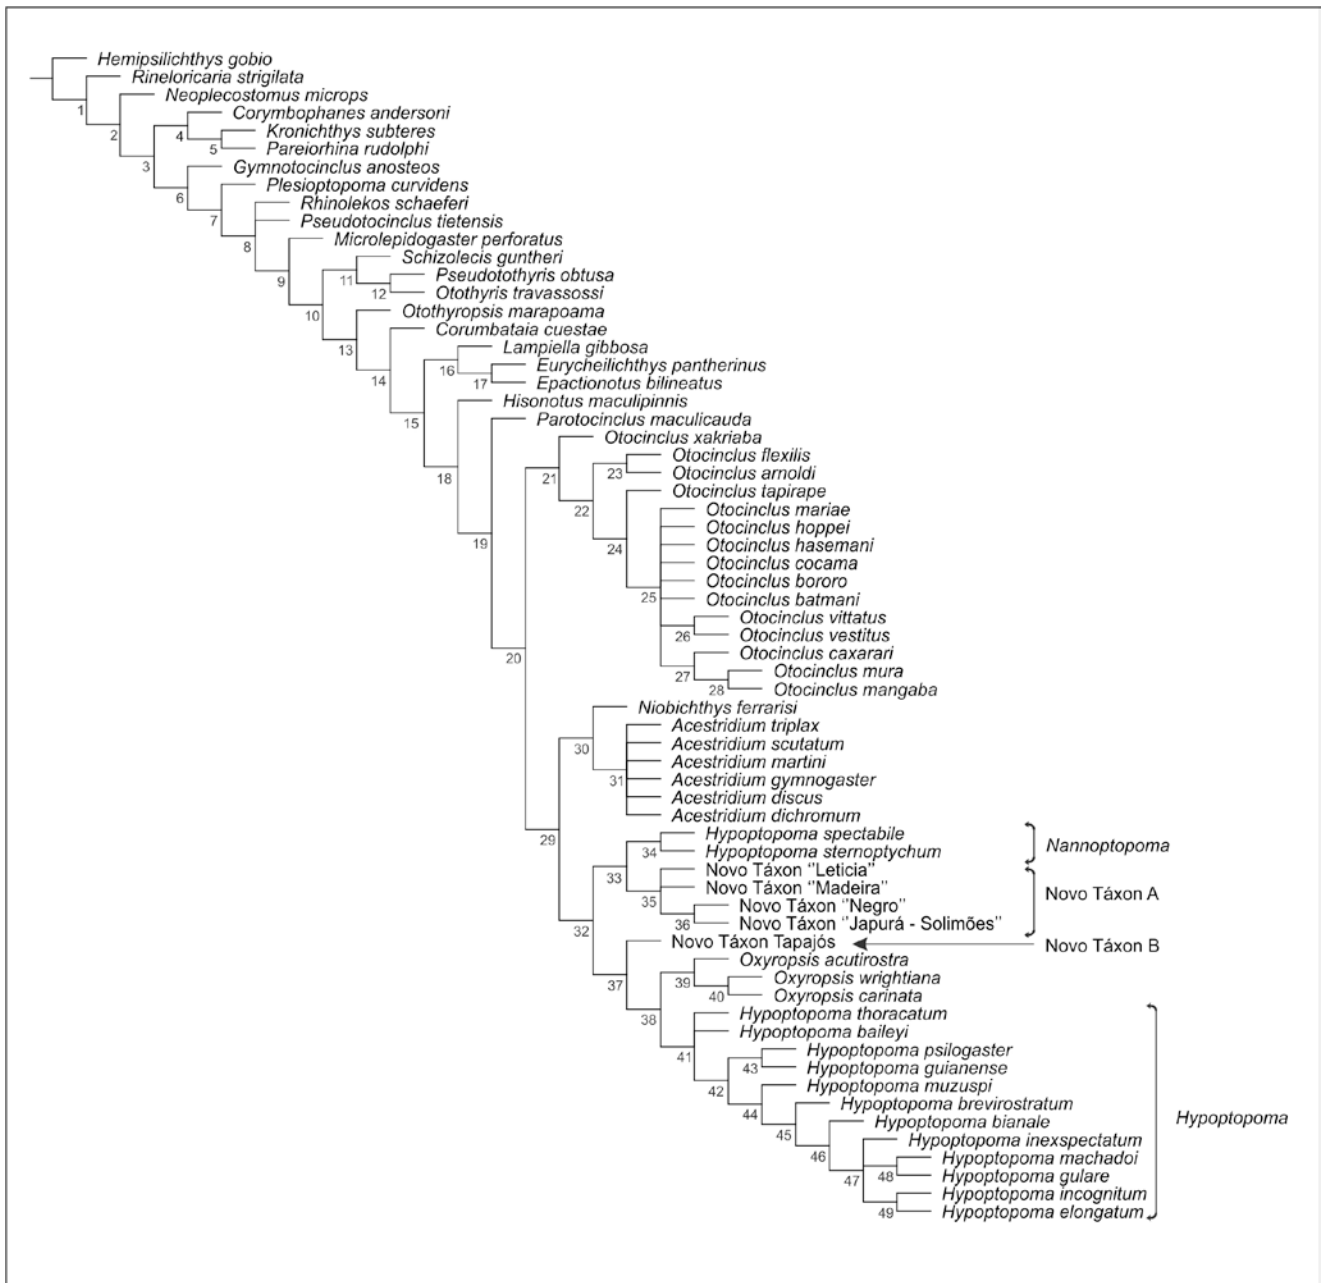 Hemipsilichthys gobio
Rineloricaria strigilata
1
Neoplecostomus microps
2
Corymbophanes andersoni
4
Kronichthys subteres
5
Pareiorhina rudolphi
3
Gymnotocinclus anosteos
6
Plesioptopoma curvidens
7
Rhinolekos schaeferi
Pseudotocinclus tietensis
8
Microlepidogaster perforatus
9
Schizolecis guntheri
11
Pseudotothyris obtusa
12
Otothyris travassossi
10
Otothyropsis marapoama
13
Corumbataia cuestae
14
Lampiella gibbosa
16
Eurycheilichthys pantherinus
17
Epactionotus bilineatus
15
Hisonotus maculipinnis
18
Parotocinclus maculicauda
19
Otocinclus xakriaba
21
Otocinclus flexilis
23
Otocinclus arnoldi
22
Otocinclus tapirape
24
Otocinclus mariae
Otocinclus hoppei
Otocinclus hasemani
Otocinclus cocama
Otocinclus bororo
25
Otocinclus batmani
Otocinclus vittatus
26
Otocinclus vestitus
Otocinclus caxarari
27
Otocinclus mura
28
Otocinclus mangaba
20
Niobichthys ferrarisi
30
Acestridium triplax
Acestridium scutatum
Acestridium martini
31
Acestridium gymnogaster
Acestridium discus
Acestridium dichromum
29
Hypoptopoma spectabile
34
Hypoptopoma sternoptychum
Nannoptopoma
33
Novo Táxon "Leticia"
Novo Táxon "Madeira"
35
Novo Táxon "Negro"
36
Novo Táxon "Japurá - Solimões"
Novo Táxon A
32
Novo Táxon Tapajós
Novo Táxon B
37
Oxyropsis acutirostra
39
Oxyropsis wrightiana
40
Oxyropsis carinata
38
Hypoptopoma thoracatum
Hypoptopoma baileyi
41
Hypoptopoma psilogaster
43
Hypoptopoma guianense
42
Hypoptopoma muzuspi
44
Hypoptopoma brevirostratum
45
Hypoptopoma bianale
46
Hypoptopoma inexspectatum
47
Hypoptopoma machadoi
48
Hypoptopoma gulare
Hypoptopoma incognitum
49
Hypoptopoma elongatum
Hypoptopoma